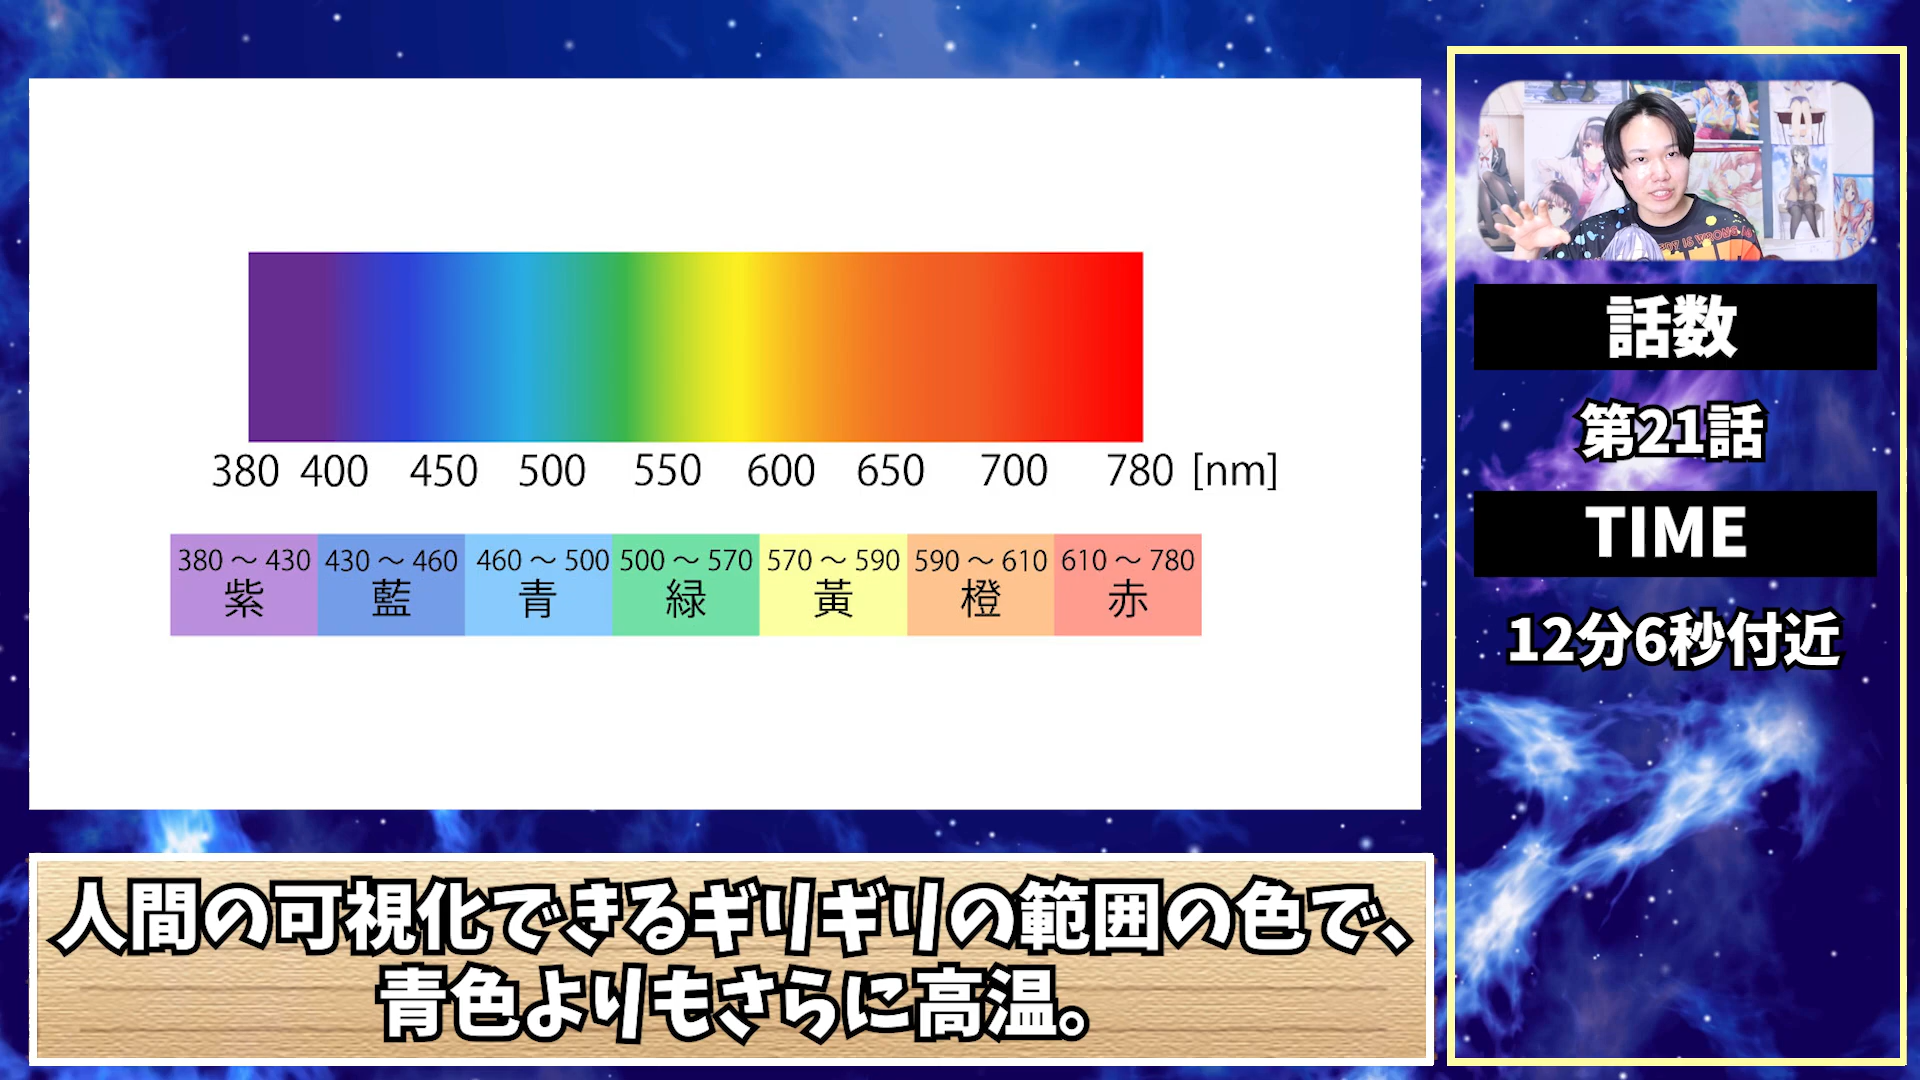 380 400 450 500 550 600 650 700 780 [nm]
380 ～ 430 430 ～ 460 460 ～ 500 500 ～ 570 570 ～ 590 590 ～ 610 610 ～ 780
紫 藍 青 緑 黃 橙 赤
人間の可視化できるギリギリの範囲の色で、
青色よりもさらに高温。
話数
第21話
TIME
12分6秒付近